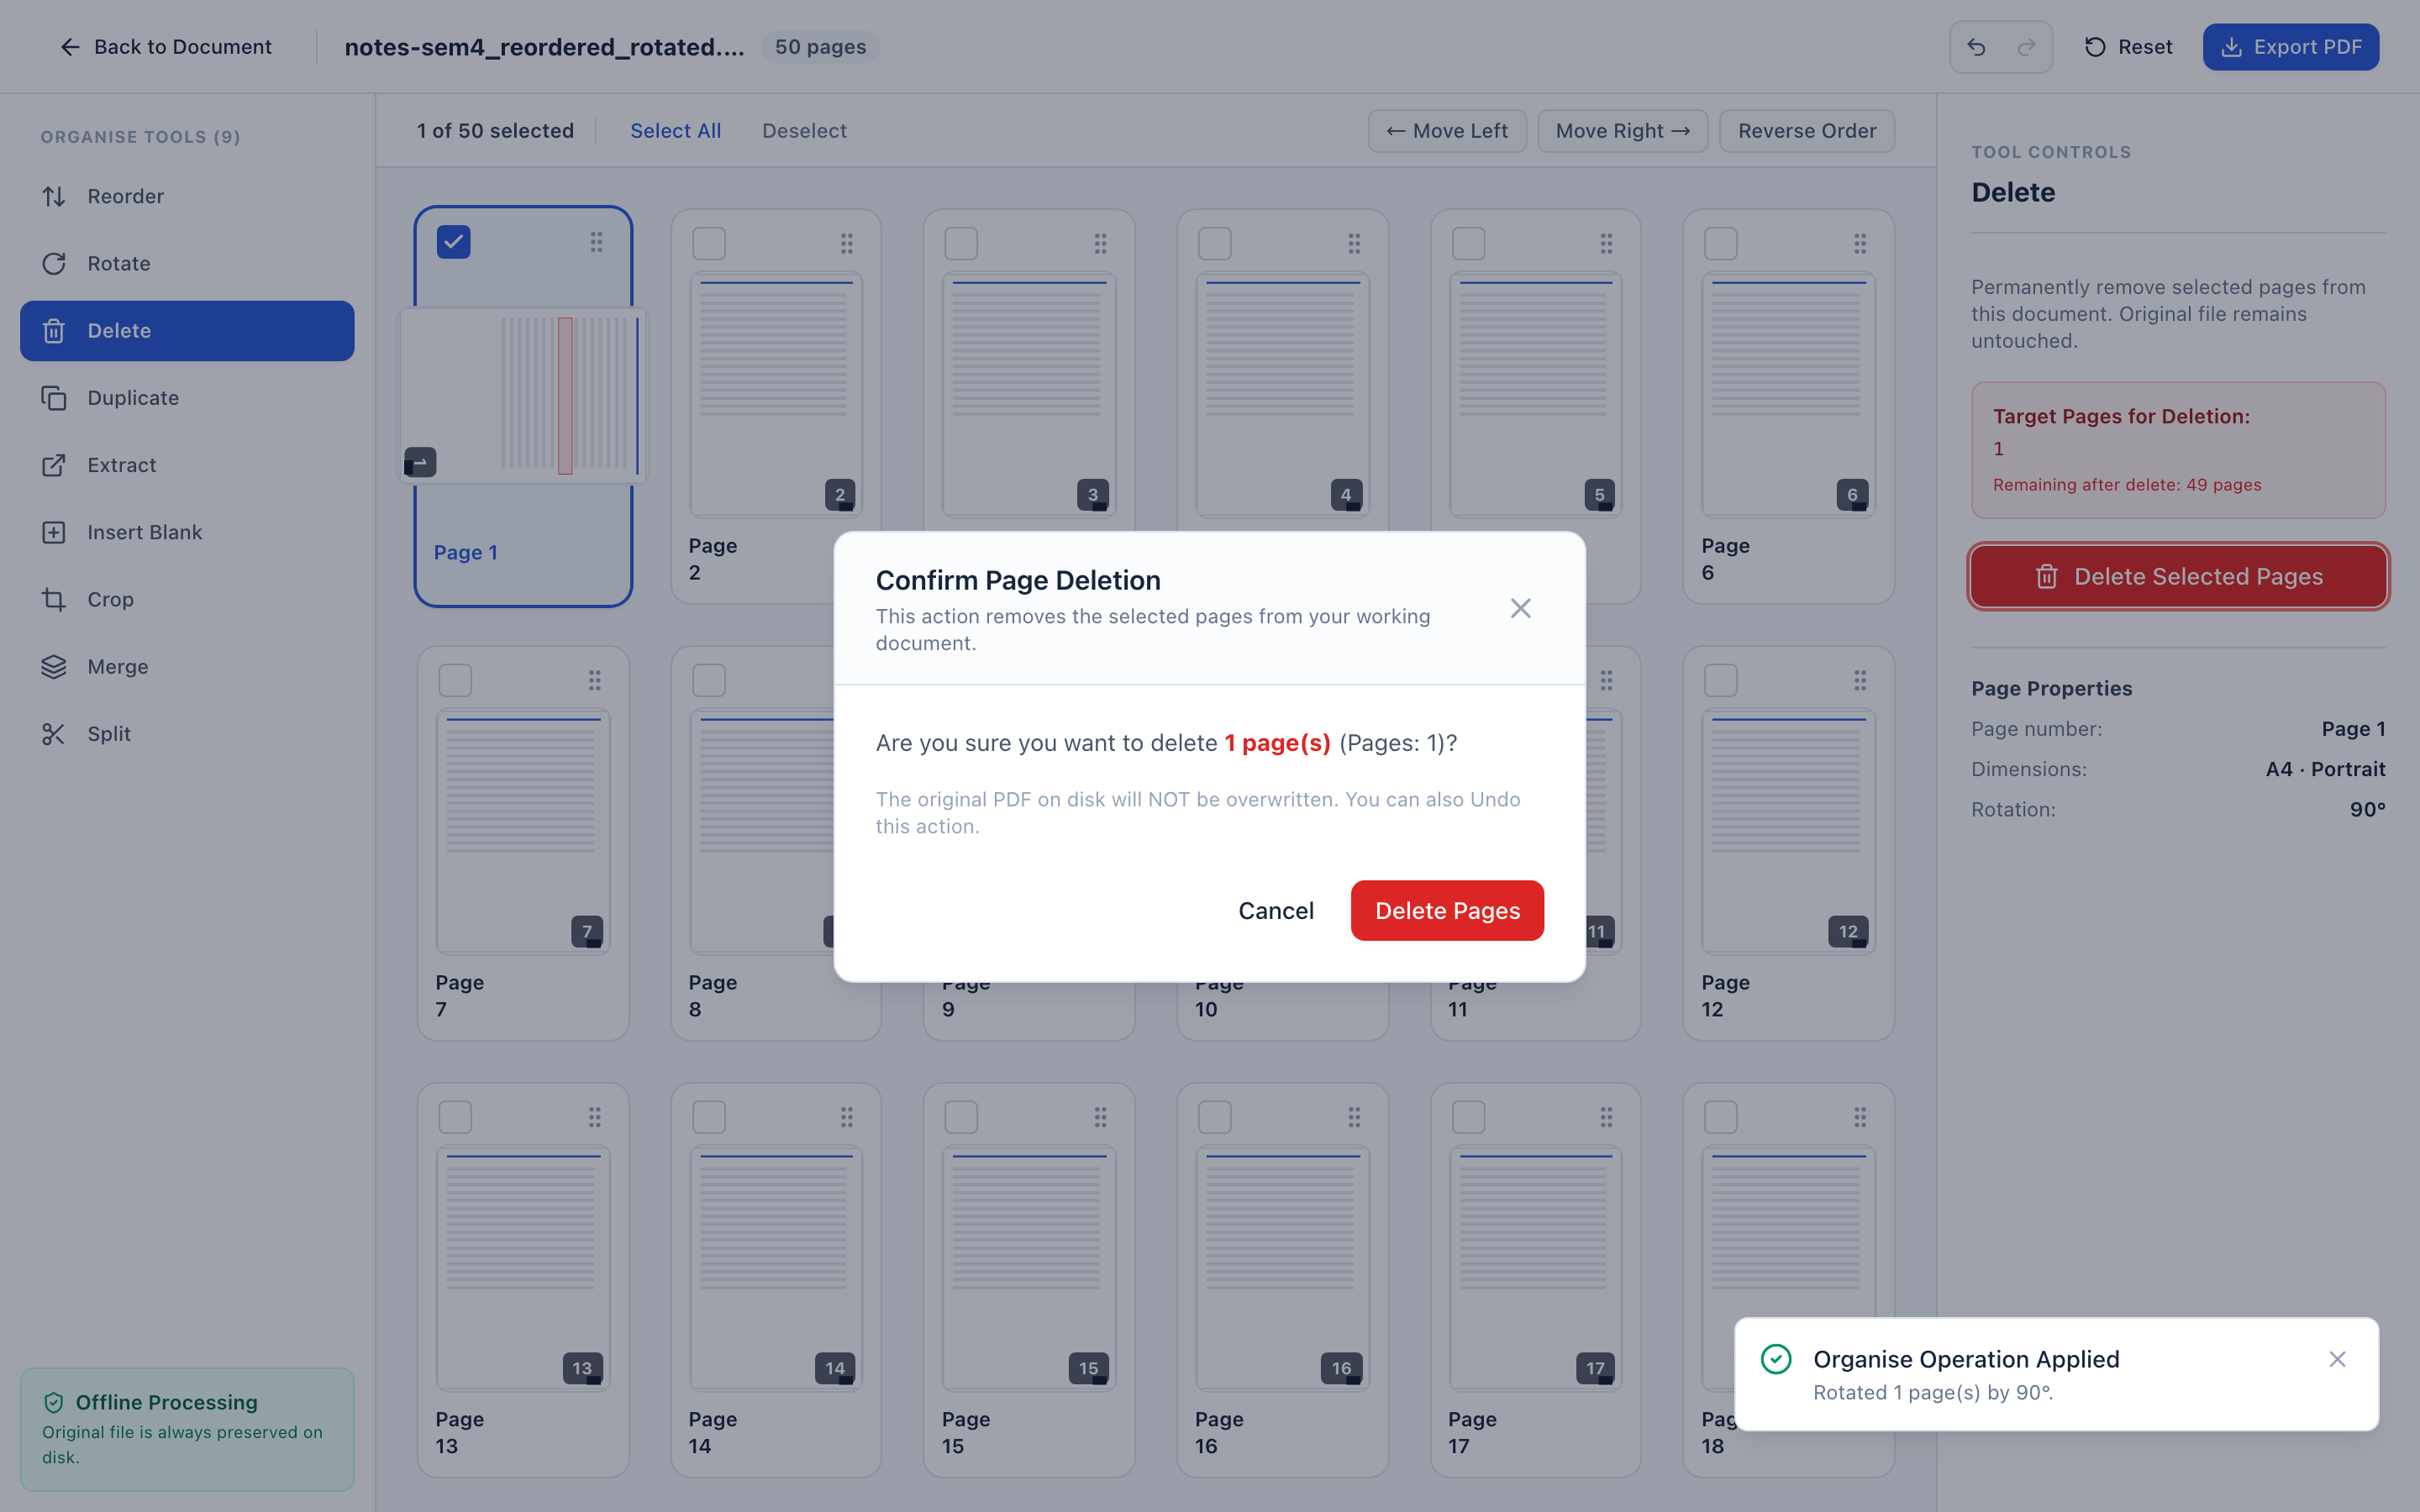 Back to Document
notes-sem4_reordered_rotated....
50 pages
Reset
Export PDF
ORGANISE TOOLS (9)
Reorder
Rotate
Delete
Duplicate
Extract
Insert Blank
Crop
Merge
Split
Offline Processing
Original file is always preserved on
disk.
1 of 50 selected
Select All
Deselect
← Move Left
Move Right →
Reverse Order
1
2
3
4
5
6
Page 1
Page
2
Page
6
7
11
12
Page
7
Page
8
Page
9
Page
10
Page
11
Page
12
13
14
15
16
17
Page
13
Page
14
Page
15
Page
16
Page
17
Page
18
Confirm Page Deletion
This action removes the selected pages from your working
document.
Are you sure you want to delete 1 page(s) (Pages: 1)?
The original PDF on disk will NOT be overwritten. You can also Undo
this action.
Cancel
Delete Pages
TOOL CONTROLS
Delete
Permanently remove selected pages from
this document. Original file remains
untouched.
Target Pages for Deletion:
1
Remaining after delete: 49 pages
Delete Selected Pages
Page Properties
Page number:
Page 1
Dimensions:
A4 · Portrait
Rotation:
90°
Organise Operation Applied
Rotated 1 page(s) by 90°.